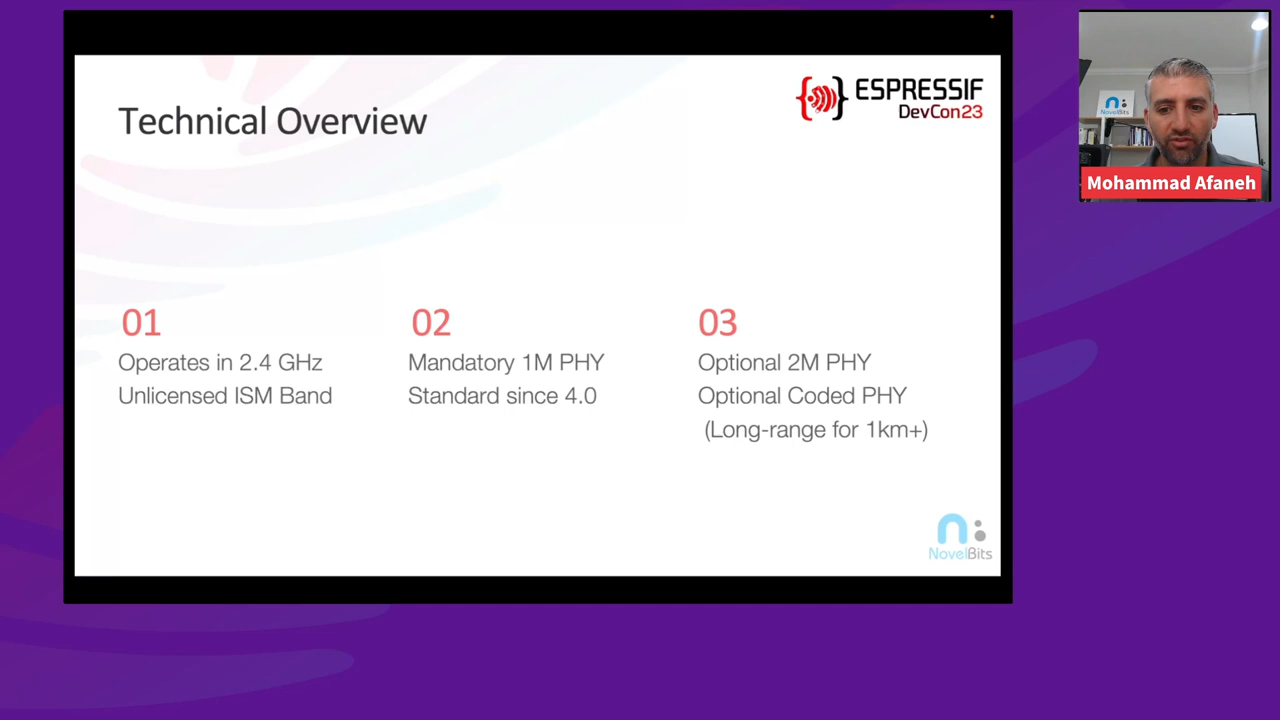 Technical Overview
ESPRESSIF
DevCon23
01
Operates in 2.4 GHz
Unlicensed ISM Band
02
Mandatory 1M PHY
Standard since 4.0
03
Optional 2M PHY
Optional Coded PHY
(Long-range for 1km+)
NovelBits
NovelBits
Mohammad Afaneh